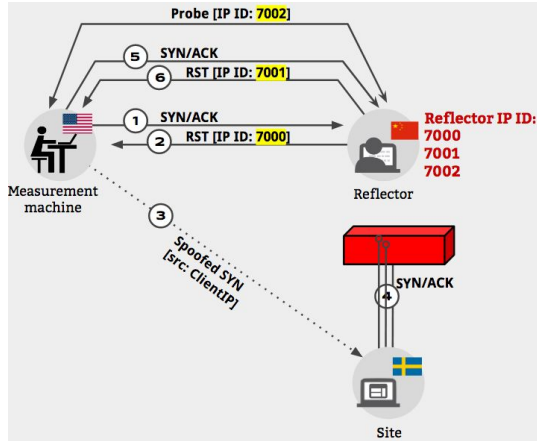 Probe [IP ID: 7002]
5
SYN/ACK
6
RST [IP ID: 7001]
1
SYN/ACK
2
RST [IP ID: 7000]
Reflector IP ID:
7000
7001
7002
Measurement
machine
Reflector
3
Spoofed SYN
[src: ClientIP]
SYN/ACK
4
Site